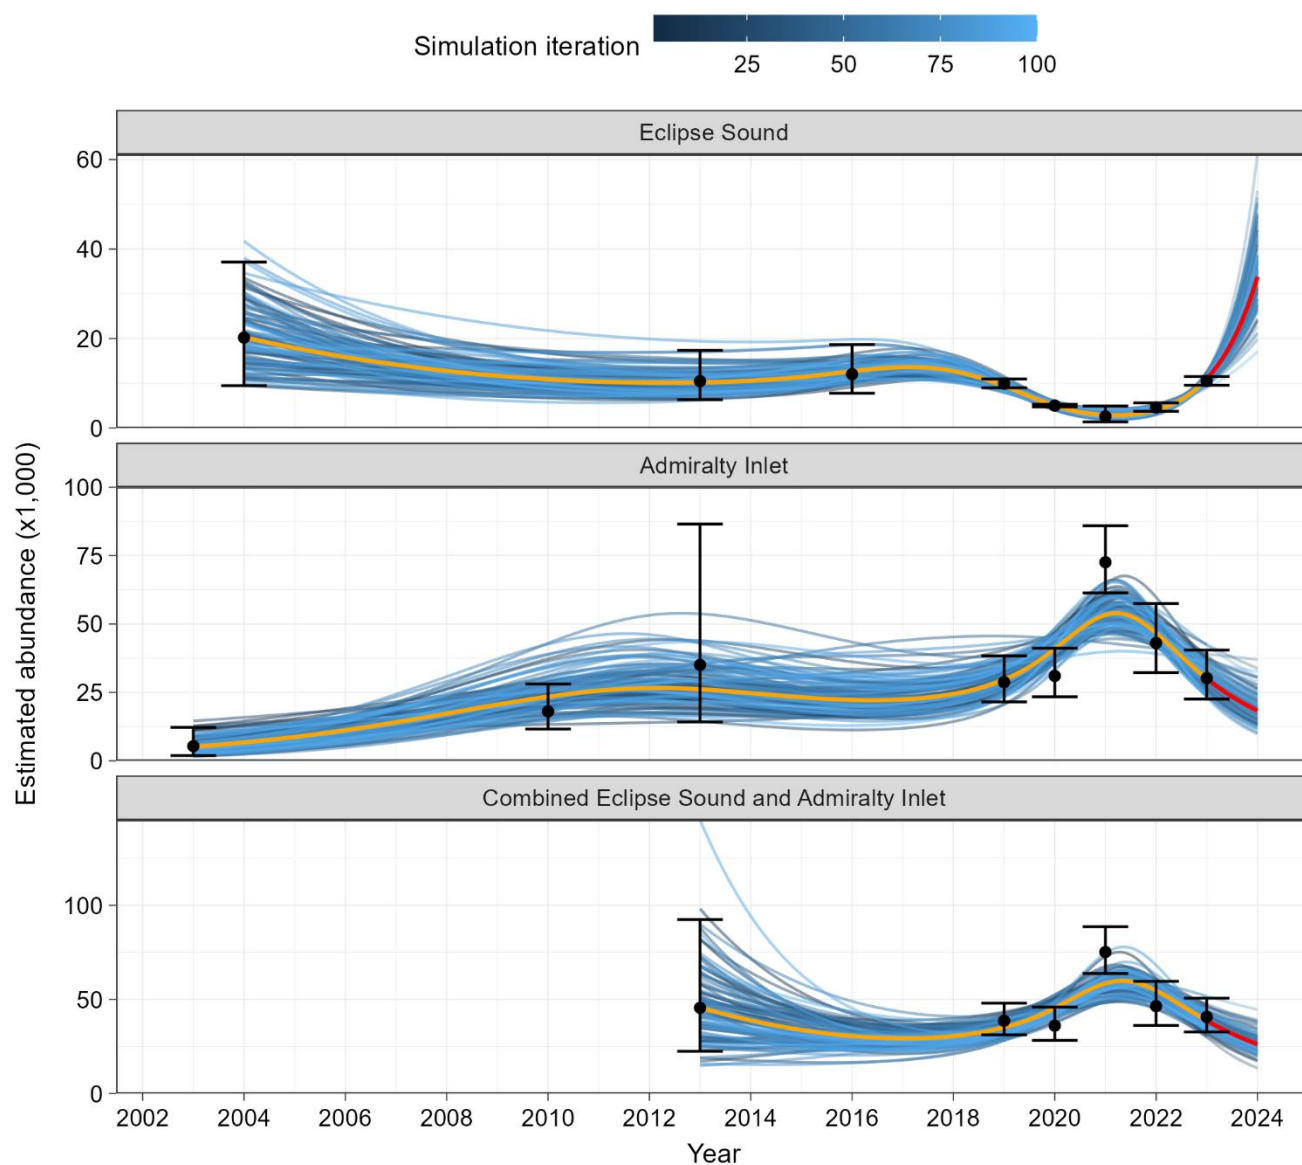 Simulation iteration
25 50 75 100
Eclipse Sound
60
40
20
0
Admiralty Inlet
100
75
50
25
0
Estimated abundance (x1,000)
Combined Eclipse Sound and Admiralty Inlet
100
50
0
2002 2004 2006 2008 2010 2012 2014 2016 2018 2020 2022 2024
Year